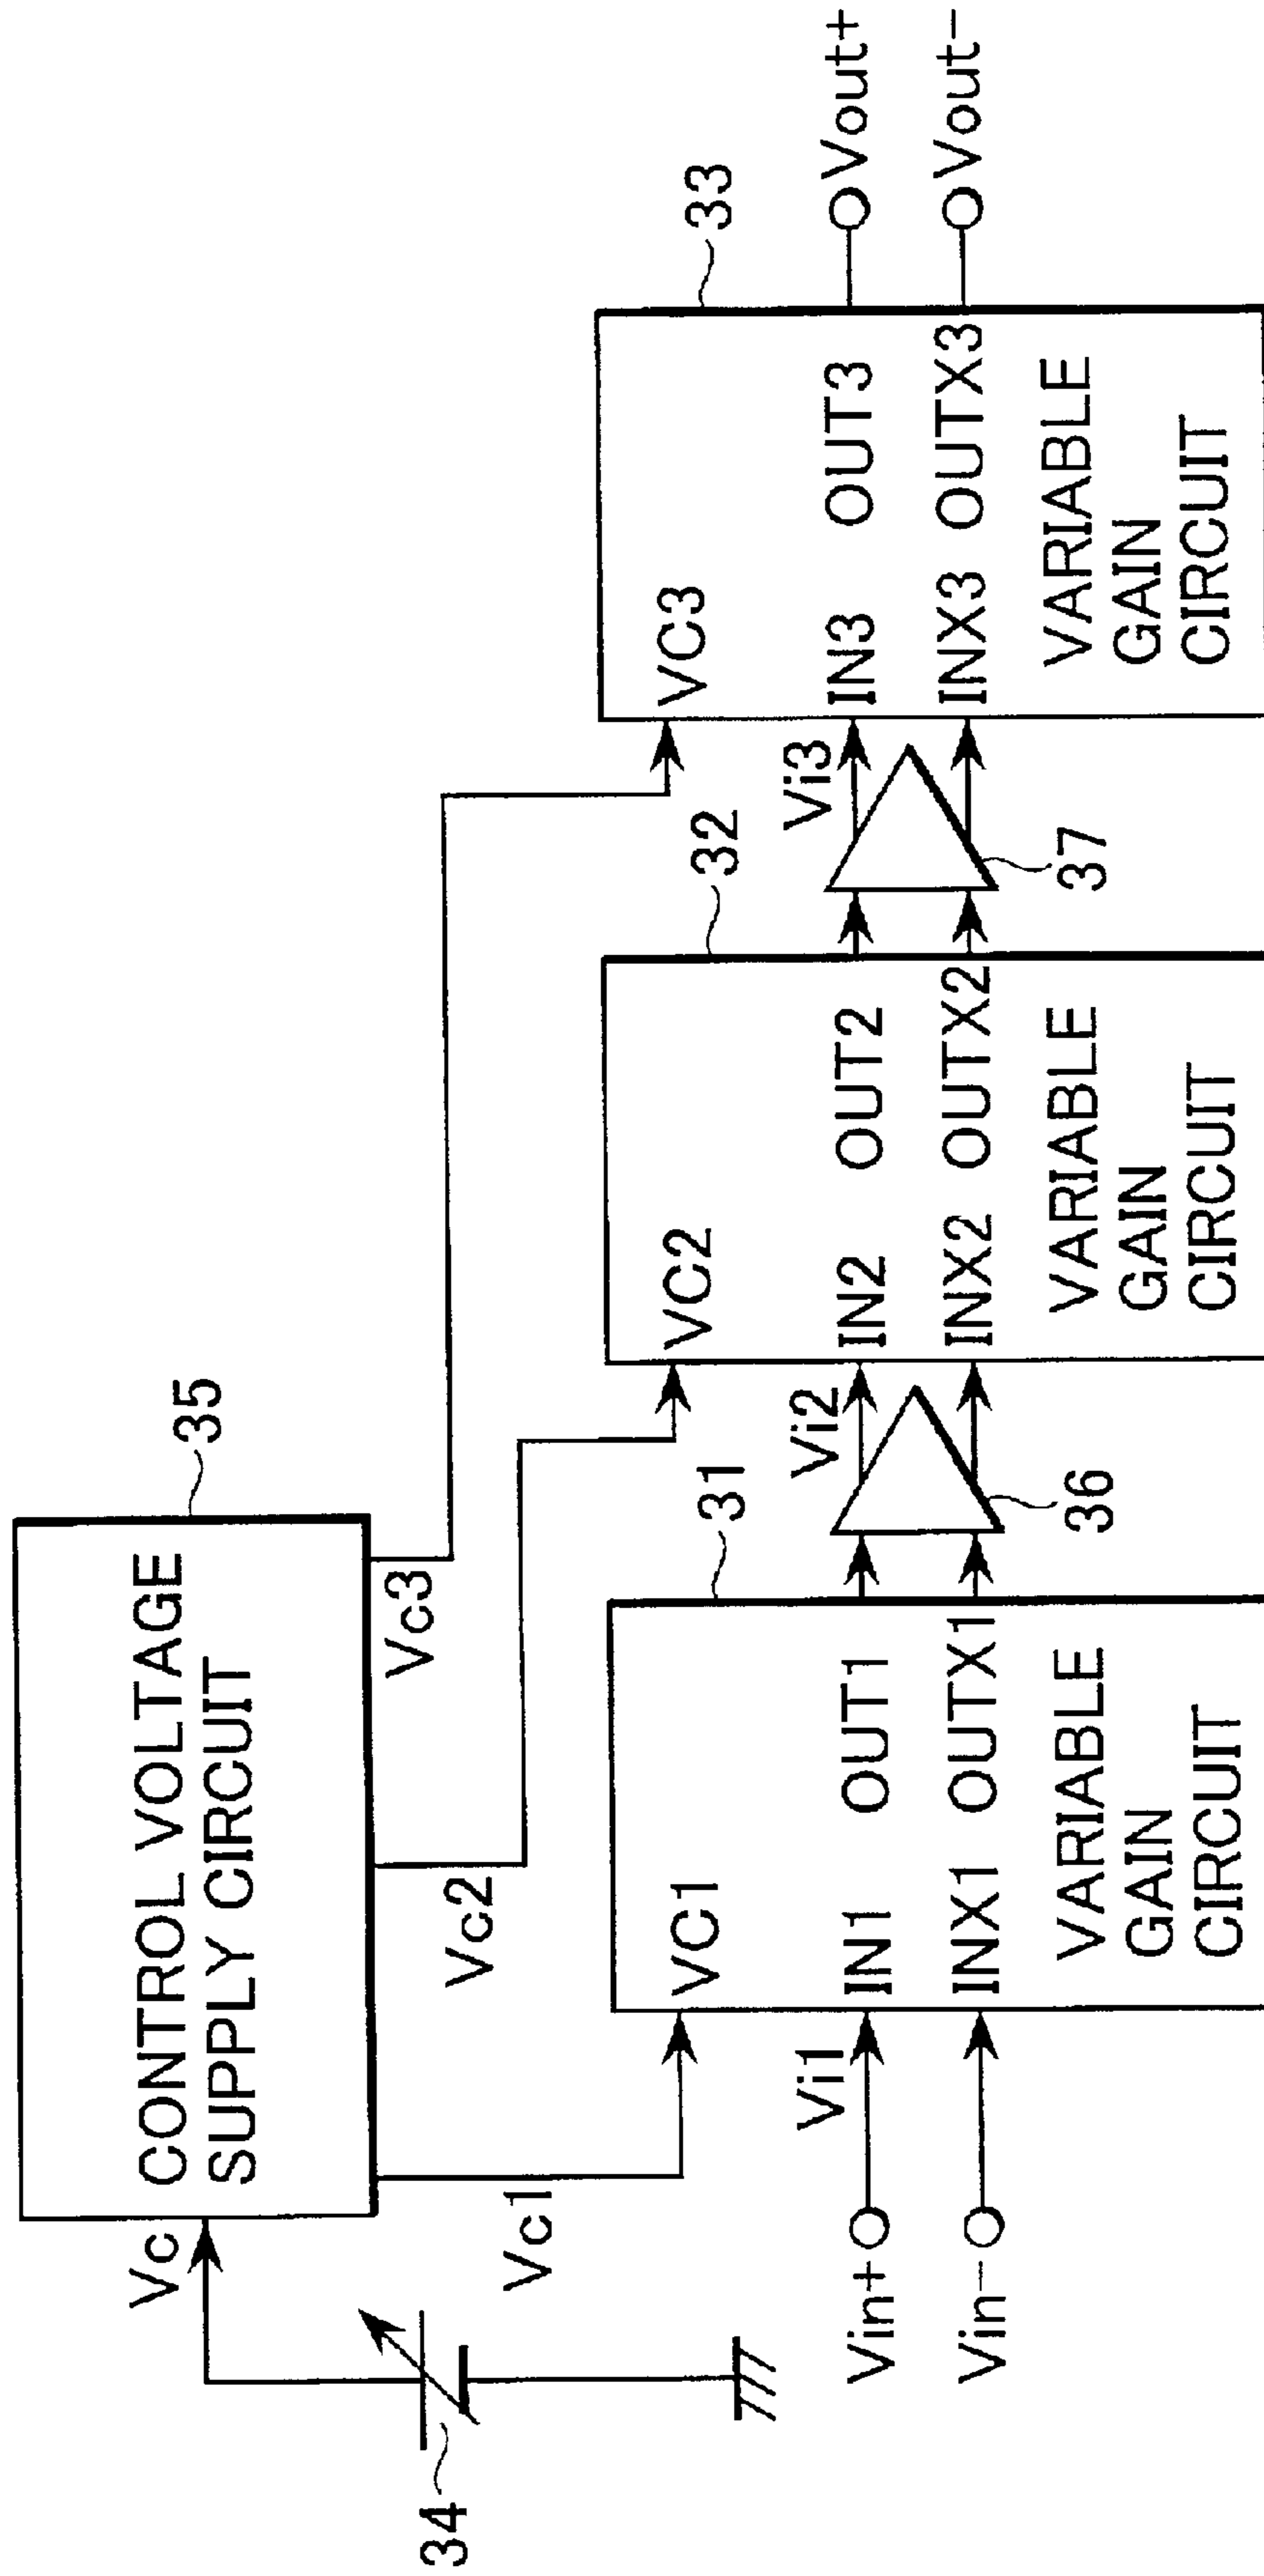 35
CONTROL VOLTAGE
SUPPLY CIRCUIT
Vc
34
Vc1
Vc2
Vc3
31
32
33
VC1
VC2
VC3
Vin+
Vi1
IN1 OUT1
Vi2
IN2 OUT2
Vi3
IN3 OUT3
Vout+
Vin−
INX1 OUTX1
INX2 OUTX2
INX3 OUTX3
Vout−
36
37
VARIABLE
GAIN
CIRCUIT
VARIABLE
GAIN
CIRCUIT
VARIABLE
GAIN
CIRCUIT